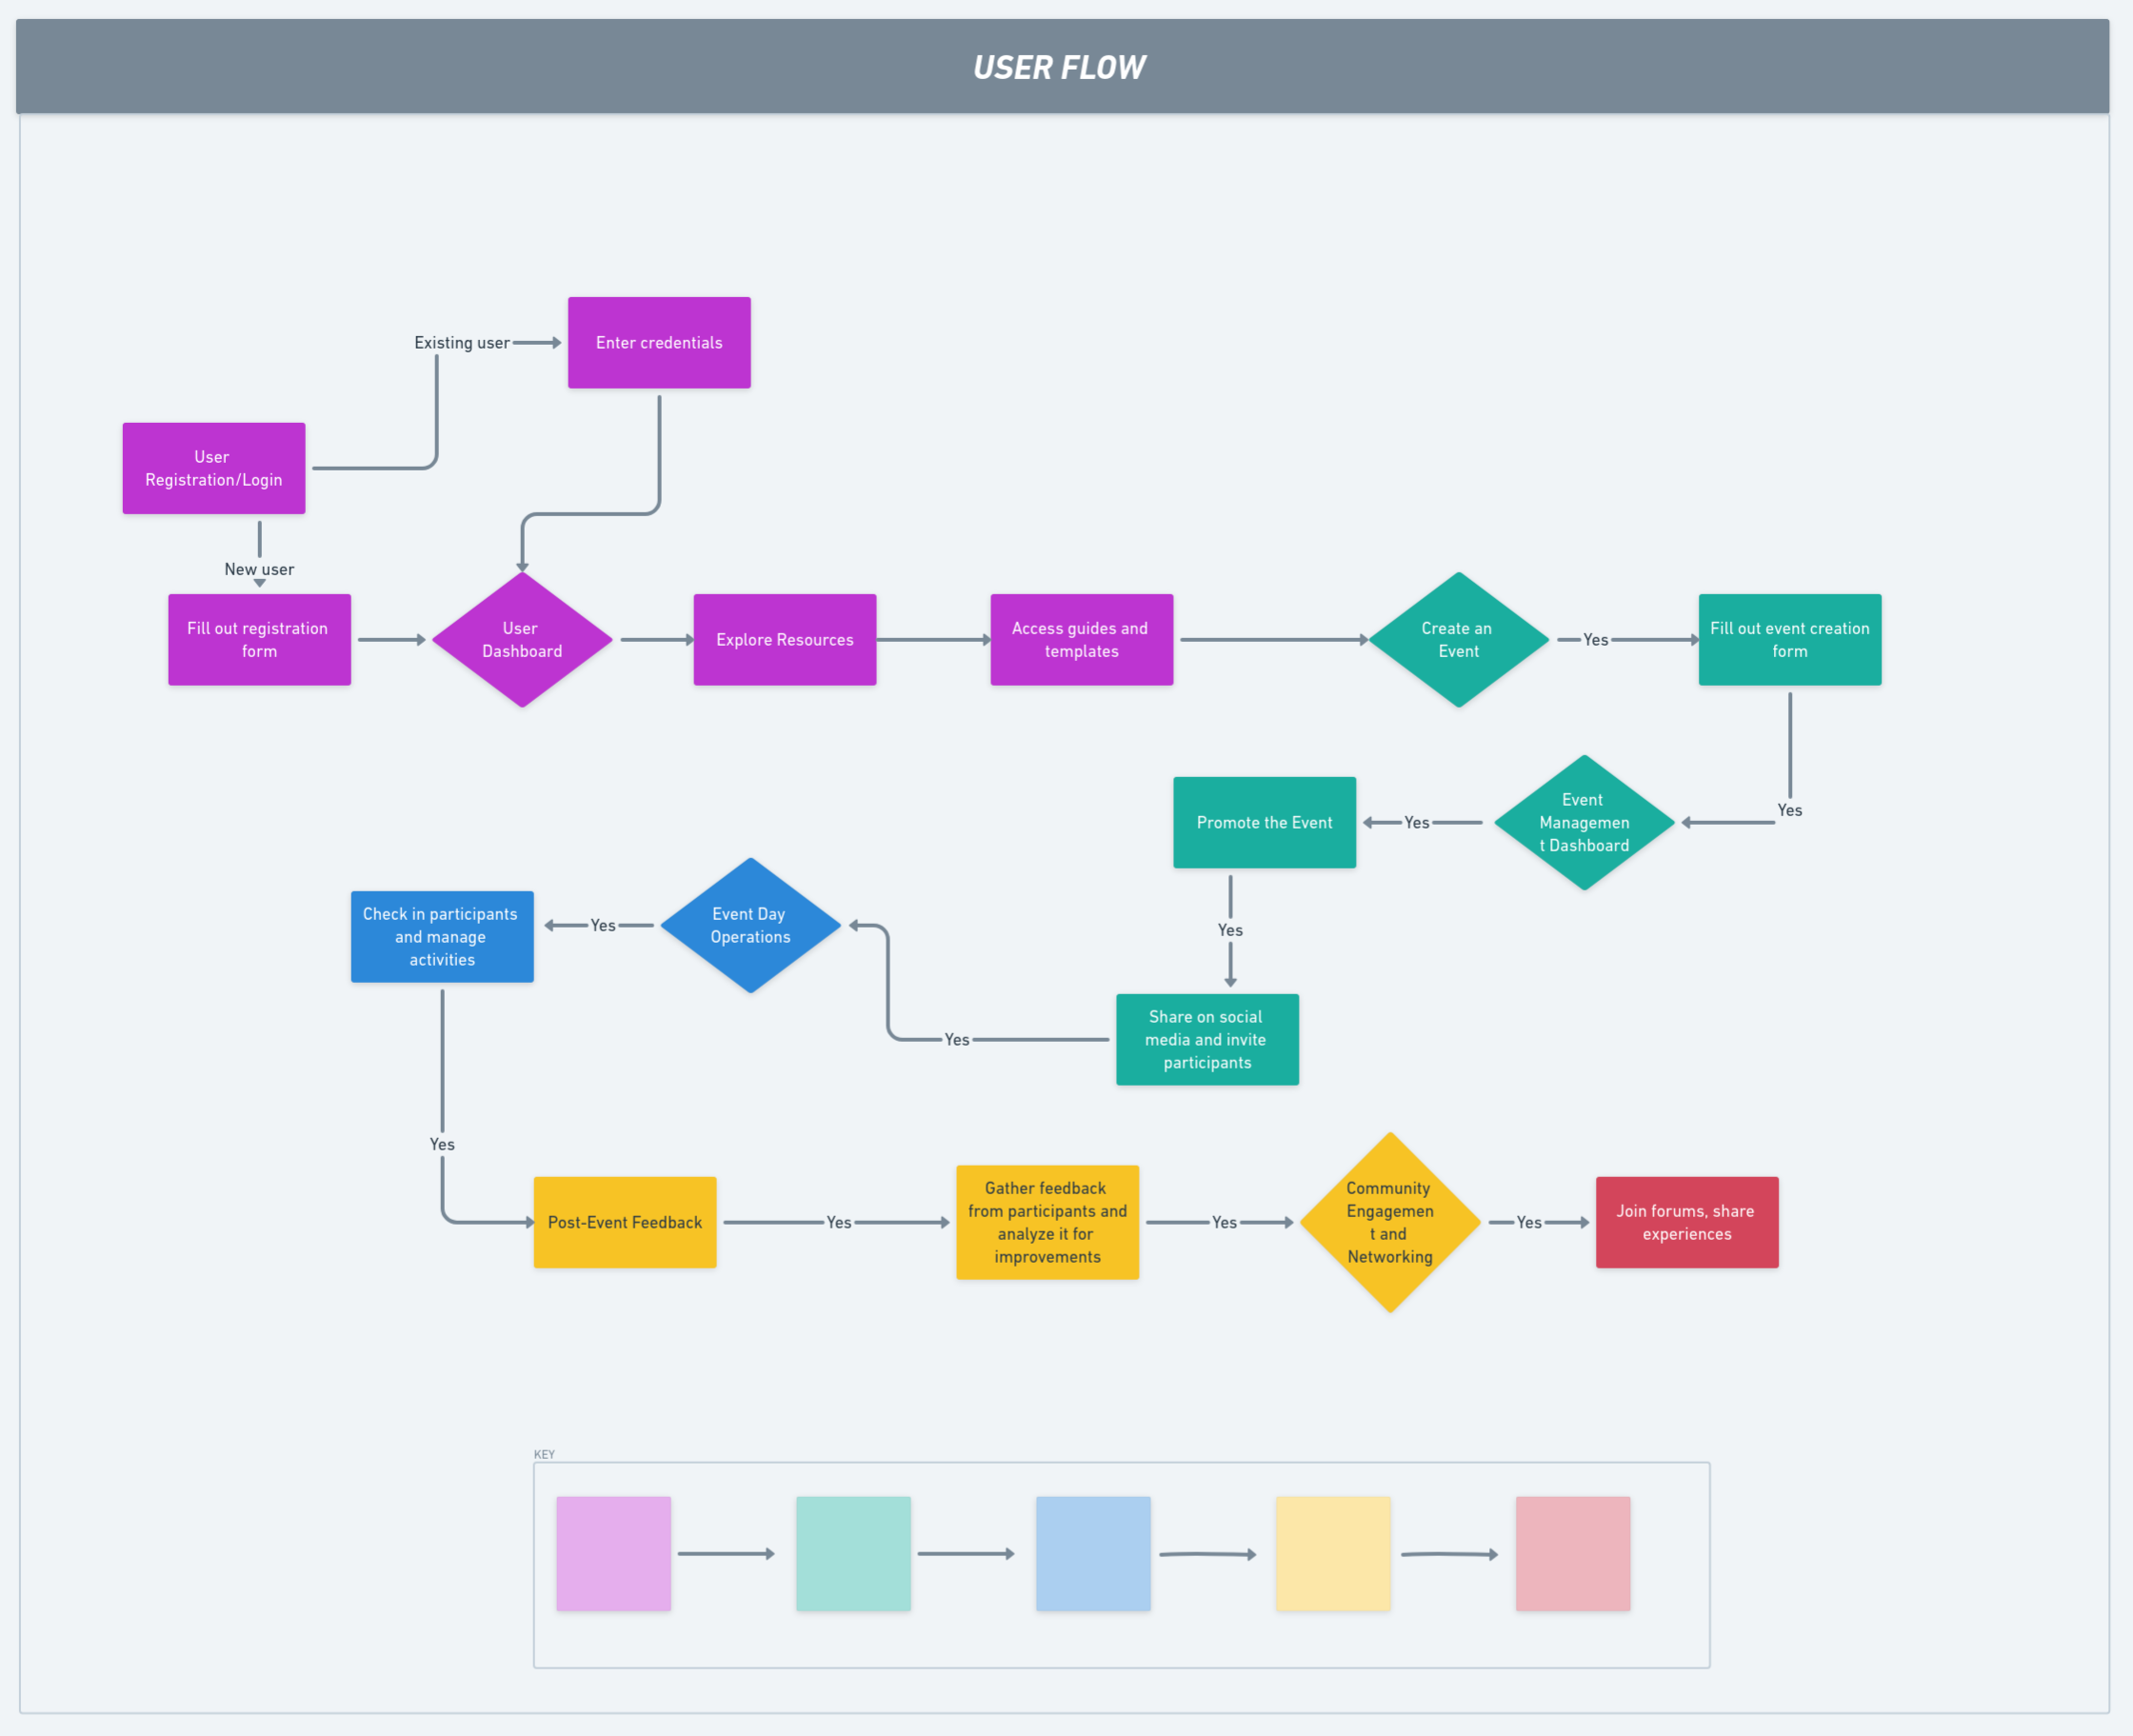 USER FLOW
Existing user
Enter credentials
User
Registration/Login
New user
Fill out registration
form
User
Dashboard
Explore Resources
Access guides and
templates
Create an
Event
Yes
Fill out event creation
form
Yes
Event
Managemen
t Dashboard
Yes
Promote the Event
Yes
Share on social
media and invite
participants
Yes
Event Day
Operations
Yes
Check in participants
and manage
activities
Yes
Post-Event Feedback
Yes
Gather feedback
from participants and
analyze it for
improvements
Yes
Community
Engagemen
t and
Networking
Yes
Join forums, share
experiences
KEY